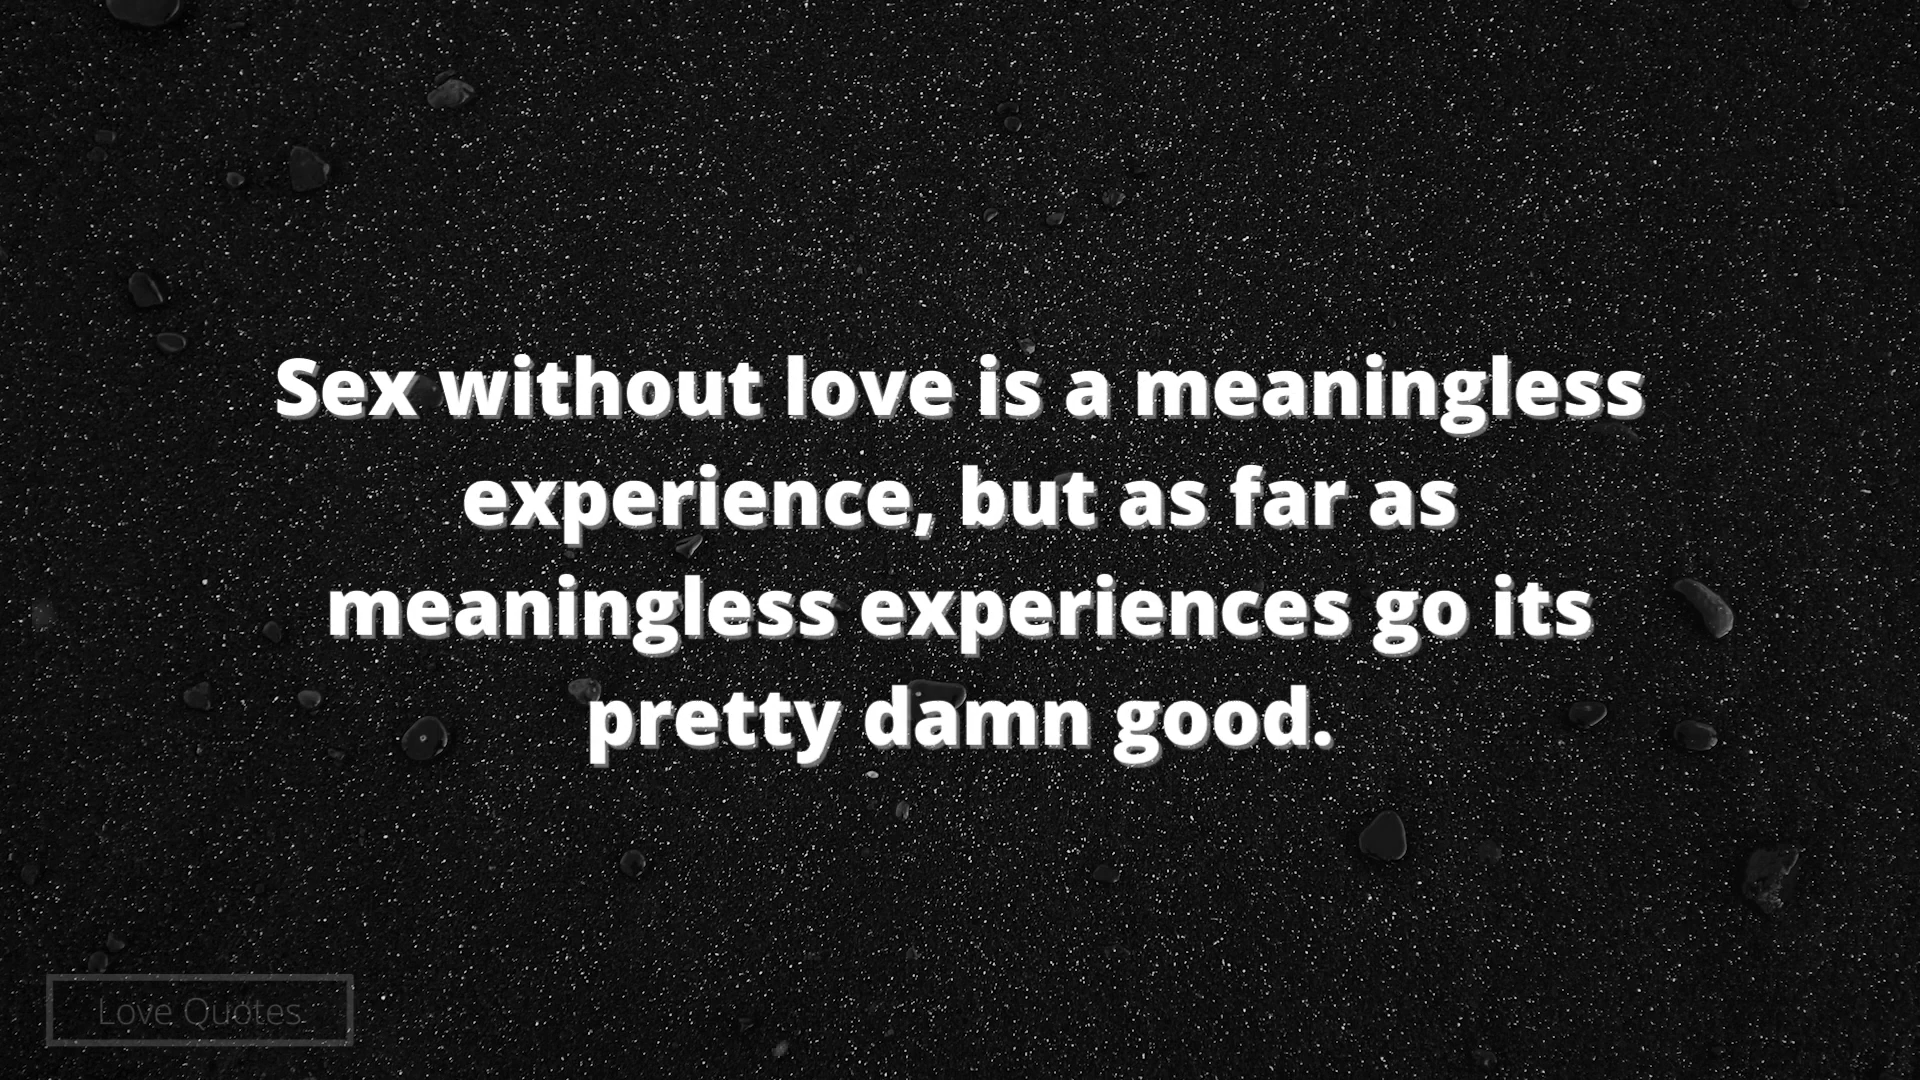 Sex without love is a meaningless
experience, but as far as
meaningless experiences go its
pretty damn good.
Love Quotes